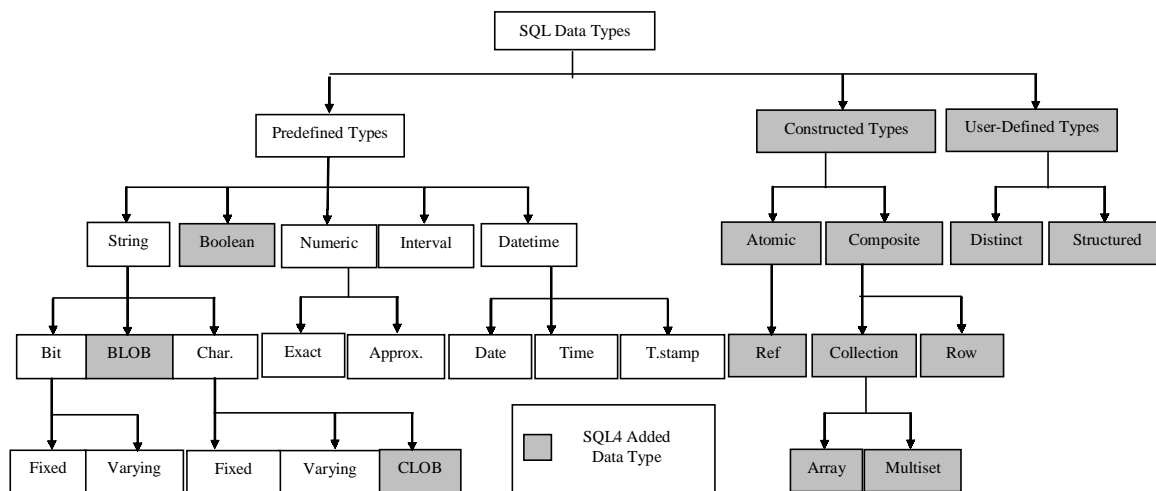 SQL Data Types
Predefined Types
Constructed Types
User-Defined Types
String
Boolean
Numeric
Interval
Datetime
Atomic
Composite
Distinct
Structured
Bit
BLOB
Char.
Exact
Approx.
Date
Time
T.stamp
Ref
Collection
Row
Fixed
Varying
Fixed
Varying
CLOB
SQL4 Added
Data Type
Array
Multiset